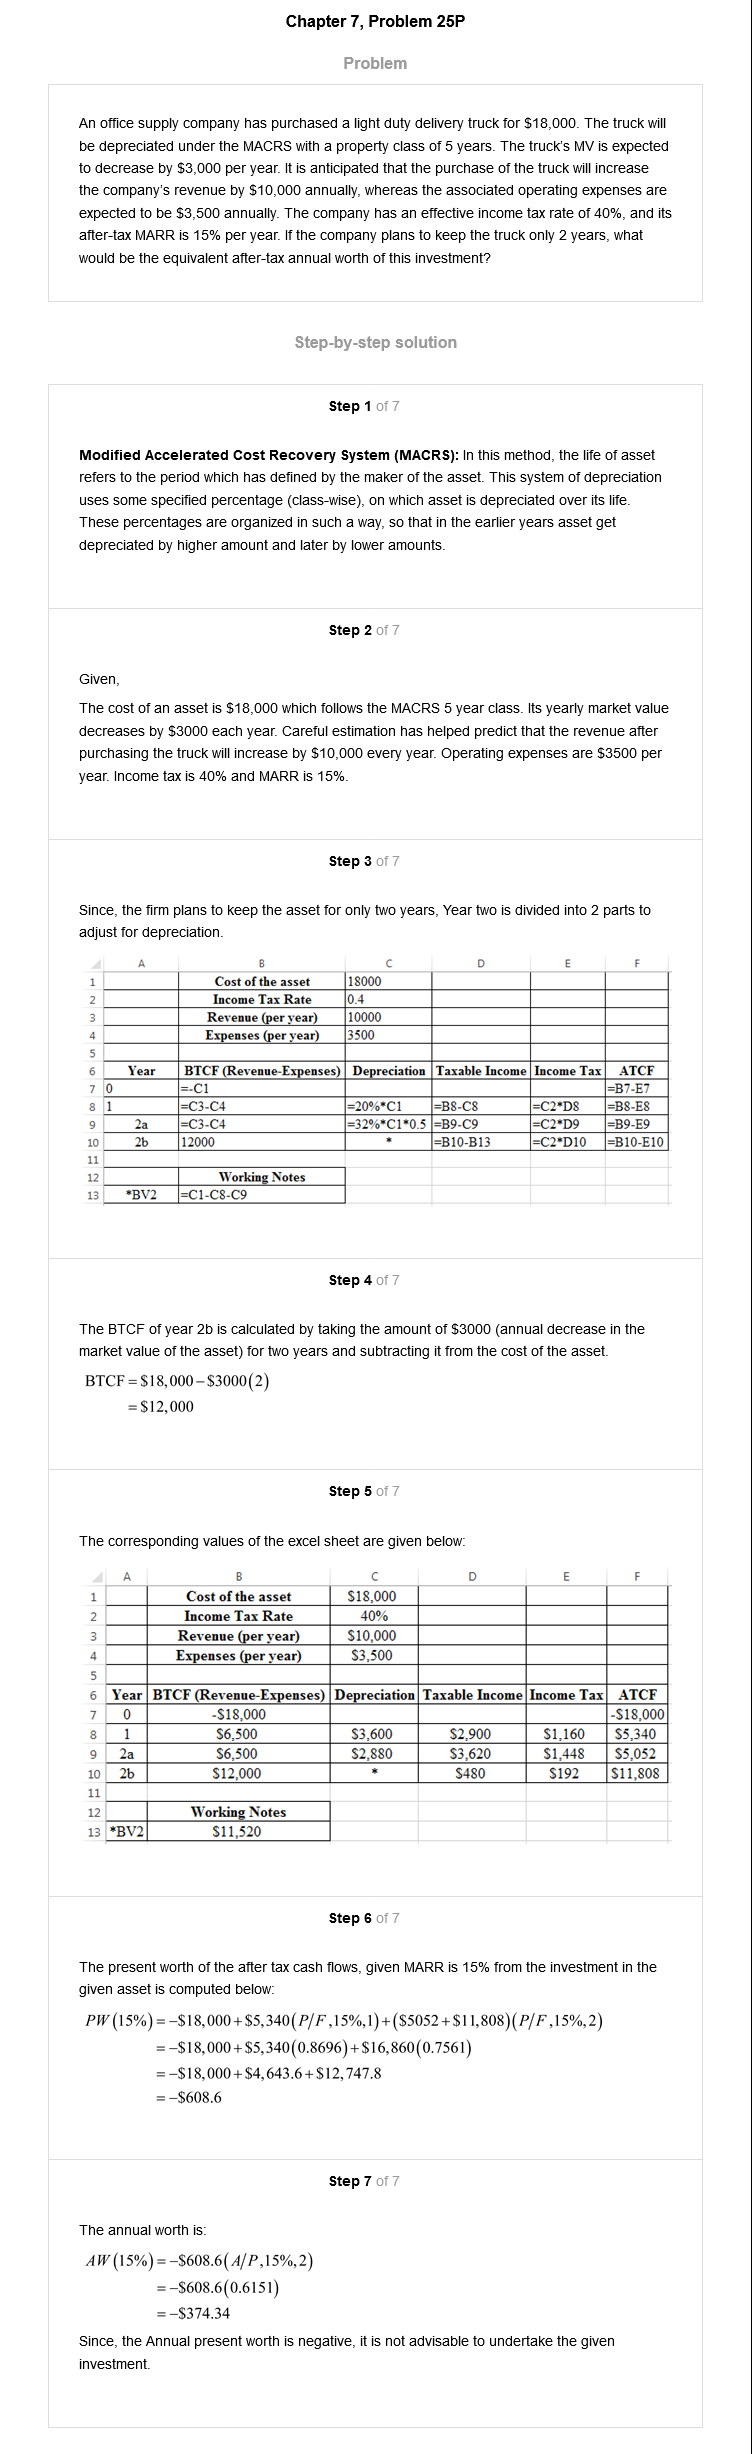 Chapter 7, Problem 25P
Problem
An office supply company has purchased a light duty delivery truck for $18,000. The truck will
be depreciated under the MACRS with a property class of 5 years. The truck's MV is expected
to decrease by $3,000 per year. It is anticipated that the purchase of the truck will increase
the company's revenue by $10,000 annually, whereas the associated operating expenses are
expected to be $3,500 annually. The company has an effective income tax rate of 40%, and its
after-tax MARR is 15% per year. If the company plans to keep the truck only 2 years, what
would be the equivalent after-tax annual worth of this investment?
Step-by-step solution
Step 1 of 7
Modified Accelerated Cost Recovery System (MACRS): In this method, the life of asset
refers to the period which has defined by the maker of the asset. This system of depreciation
uses some specified percentage (class-wise), on which asset is depreciated over its life.
These percentages are organized in such a way, so that in the earlier years asset get
depreciated by higher amount and later by lower amounts.
Step 2 of 7
Given,
The cost of an asset is $18,000 which follows the MACRS 5 year class. Its yearly market value
decreases by $3000 each year. Careful estimation has helped predict that the revenue after
purchasing the truck will increase by $10,000 every year. Operating expenses are $3500 per
year. Income tax is 40% and MARR is 15%.
Step 3 of 7
Since, the firm plans to keep the asset for only two years, Year two is divided into 2 parts to
adjust for depreciation.
A B C D E F
1 Cost of the asset 18000
2 Income Tax Rate 0.4
3 Revenue (per year) 10000
4 Expenses (per year) 3500
5
6 Year BTCF (Revenue-Expenses) Depreciation Taxable Income Income Tax ATCF
7 0 =-C1 =B7-E7
8 1 =C3-C4 =20%*C1 =B8-C8 =C2*D8 =B8-E8
9 2a =C3-C4 =32%*C1*0.5 =B9-C9 =C2*D9 =B9-E9
10 2b 12000 * =B10-B13 =C2*D10 =B10-E10
11
12 Working Notes
13 *BV2 =C1-C8-C9
Step 4 of 7
The BTCF of year 2b is calculated by taking the amount of $3000 (annual decrease in the
market value of the asset) for two years and subtracting it from the cost of the asset.
BTCF = $18,000 – $3000(2)
= $12,000
Step 5 of 7
The corresponding values of the excel sheet are given below:
A B C D E F
1 Cost of the asset $18,000
2 Income Tax Rate 40%
3 Revenue (per year) $10,000
4 Expenses (per year) $3,500
5
6 Year BTCF (Revenue-Expenses) Depreciation Taxable Income Income Tax ATCF
7 0 -$18,000 -$18,000
8 1 $6,500 $3,600 $2,900 $1,160 $5,340
9 2a $6,500 $2,880 $3,620 $1,448 $5,052
10 2b $12,000 * $480 $192 $11,808
11
12 Working Notes
13 *BV2 $11,520
Step 6 of 7
The present worth of the after tax cash flows, given MARR is 15% from the investment in the
given asset is computed below:
PW(15%) = –$18,000 + $5,340(P/F,15%,1) + ($5052 + $11,808)(P/F,15%,2)
= –$18,000 + $5,340(0.8696) + $16,860(0.7561)
= –$18,000 + $4,643.6 + $12,747.8
= –$608.6
Step 7 of 7
The annual worth is:
AW(15%) = –$608.6(A/P,15%,2)
= –$608.6(0.6151)
= –$374.34
Since, the Annual present worth is negative, it is not advisable to undertake the given
investment.